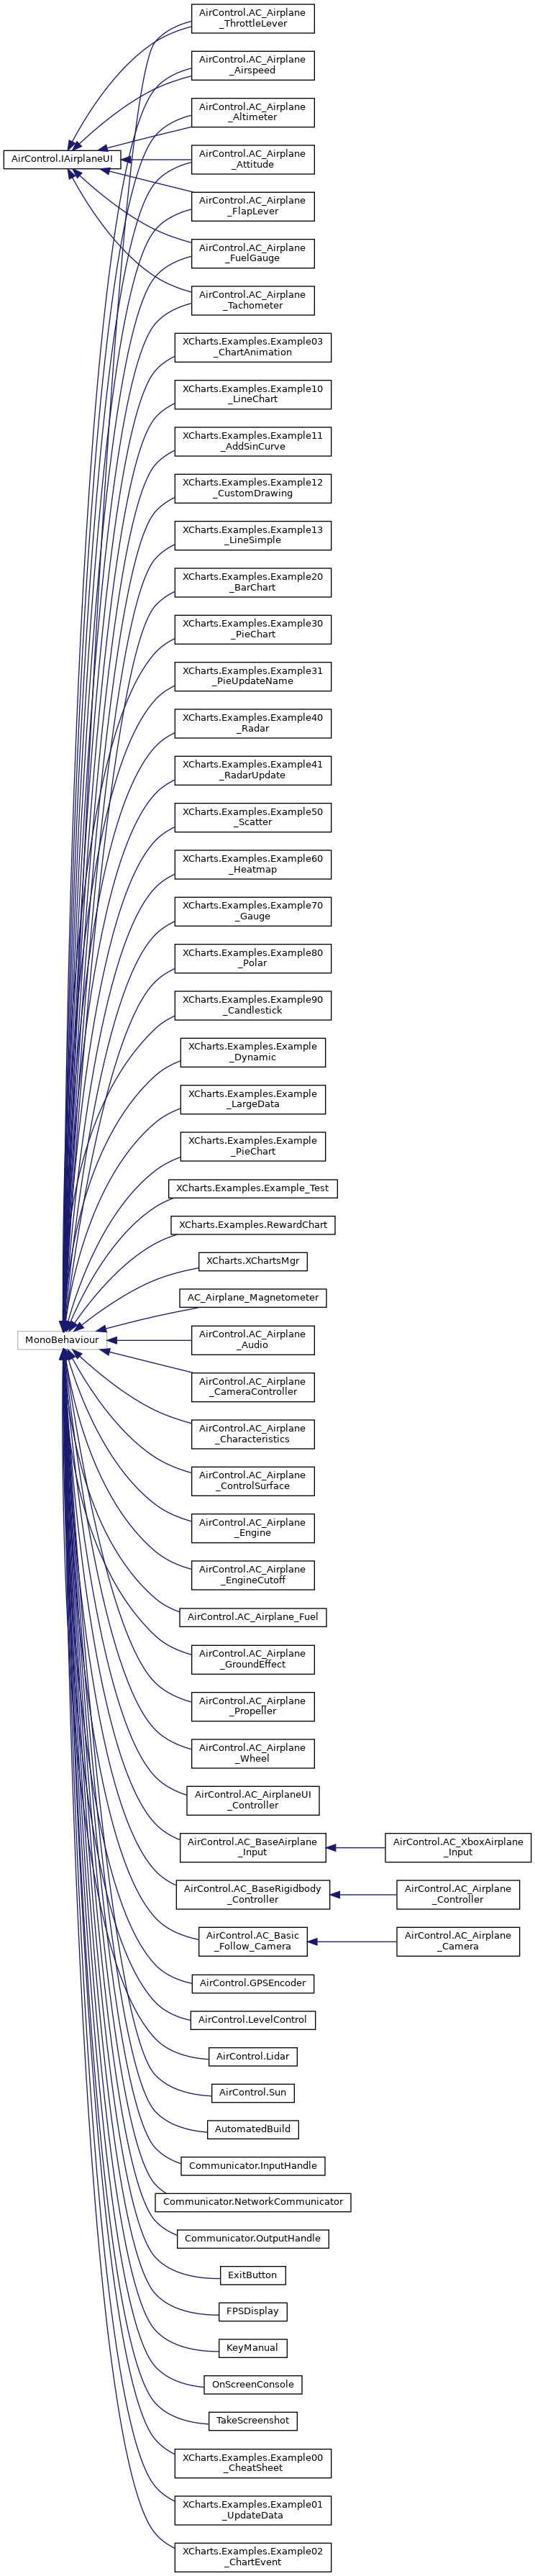 AirControl.AC_Airplane
_ThrottleLever
AirControl.AC_Airplane
_Airspeed
AirControl.AC_Airplane
_Altimeter
AirControl.IAirplaneUI
AirControl.AC_Airplane
_Attitude
AirControl.AC_Airplane
_FlapLever
AirControl.AC_Airplane
_FuelGauge
AirControl.AC_Airplane
_Tachometer
XCharts.Examples.Example03
_ChartAnimation
XCharts.Examples.Example10
_LineChart
XCharts.Examples.Example11
_AddSinCurve
XCharts.Examples.Example12
_CustomDrawing
XCharts.Examples.Example13
_LineSimple
XCharts.Examples.Example20
_BarChart
XCharts.Examples.Example30
_PieChart
XCharts.Examples.Example31
_PieUpdateName
XCharts.Examples.Example40
_Radar
XCharts.Examples.Example41
_RadarUpdate
XCharts.Examples.Example50
_Scatter
XCharts.Examples.Example60
_Heatmap
XCharts.Examples.Example70
_Gauge
XCharts.Examples.Example80
_Polar
XCharts.Examples.Example90
_Candlestick
XCharts.Examples.Example
_Dynamic
XCharts.Examples.Example
_LargeData
XCharts.Examples.Example
_PieChart
XCharts.Examples.Example_Test
XCharts.Examples.RewardChart
XCharts.XChartsMgr
AC_Airplane_Magnetometer
MonoBehaviour
AirControl.AC_Airplane
_Audio
AirControl.AC_Airplane
_CameraController
AirControl.AC_Airplane
_Characteristics
AirControl.AC_Airplane
_ControlSurface
AirControl.AC_Airplane
_Engine
AirControl.AC_Airplane
_EngineCutoff
AirControl.AC_Airplane_Fuel
AirControl.AC_Airplane
_GroundEffect
AirControl.AC_Airplane
_Propeller
AirControl.AC_Airplane
_Wheel
AirControl.AC_AirplaneUI
_Controller
AirControl.AC_BaseAirplane
_Input
AirControl.AC_XboxAirplane
_Input
AirControl.AC_BaseRigidbody
_Controller
AirControl.AC_Airplane
_Controller
AirControl.AC_Basic
_Follow_Camera
AirControl.AC_Airplane
_Camera
AirControl.GPSEncoder
AirControl.LevelControl
AirControl.Lidar
AirControl.Sun
AutomatedBuild
Communicator.InputHandle
Communicator.NetworkCommunicator
Communicator.OutputHandle
ExitButton
FPSDisplay
KeyManual
OnScreenConsole
TakeScreenshot
XCharts.Examples.Example00
_CheatSheet
XCharts.Examples.Example01
_UpdateData
XCharts.Examples.Example02
_ChartEvent